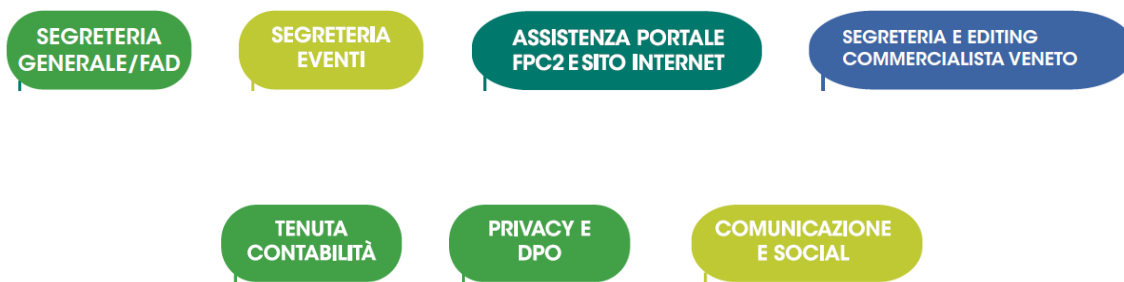 SEGRETERIA
GENERALE/FAD
SEGRETERIA
EVENTI
ASSISTENZA PORTALE
FPC2 E SITO INTERNET
SEGRETERIA E EDITING
COMMERCIALISTA VENETO
TENUTA
CONTABILITÀ
PRIVACY E
DPO
COMUNICAZIONE
E SOCIAL